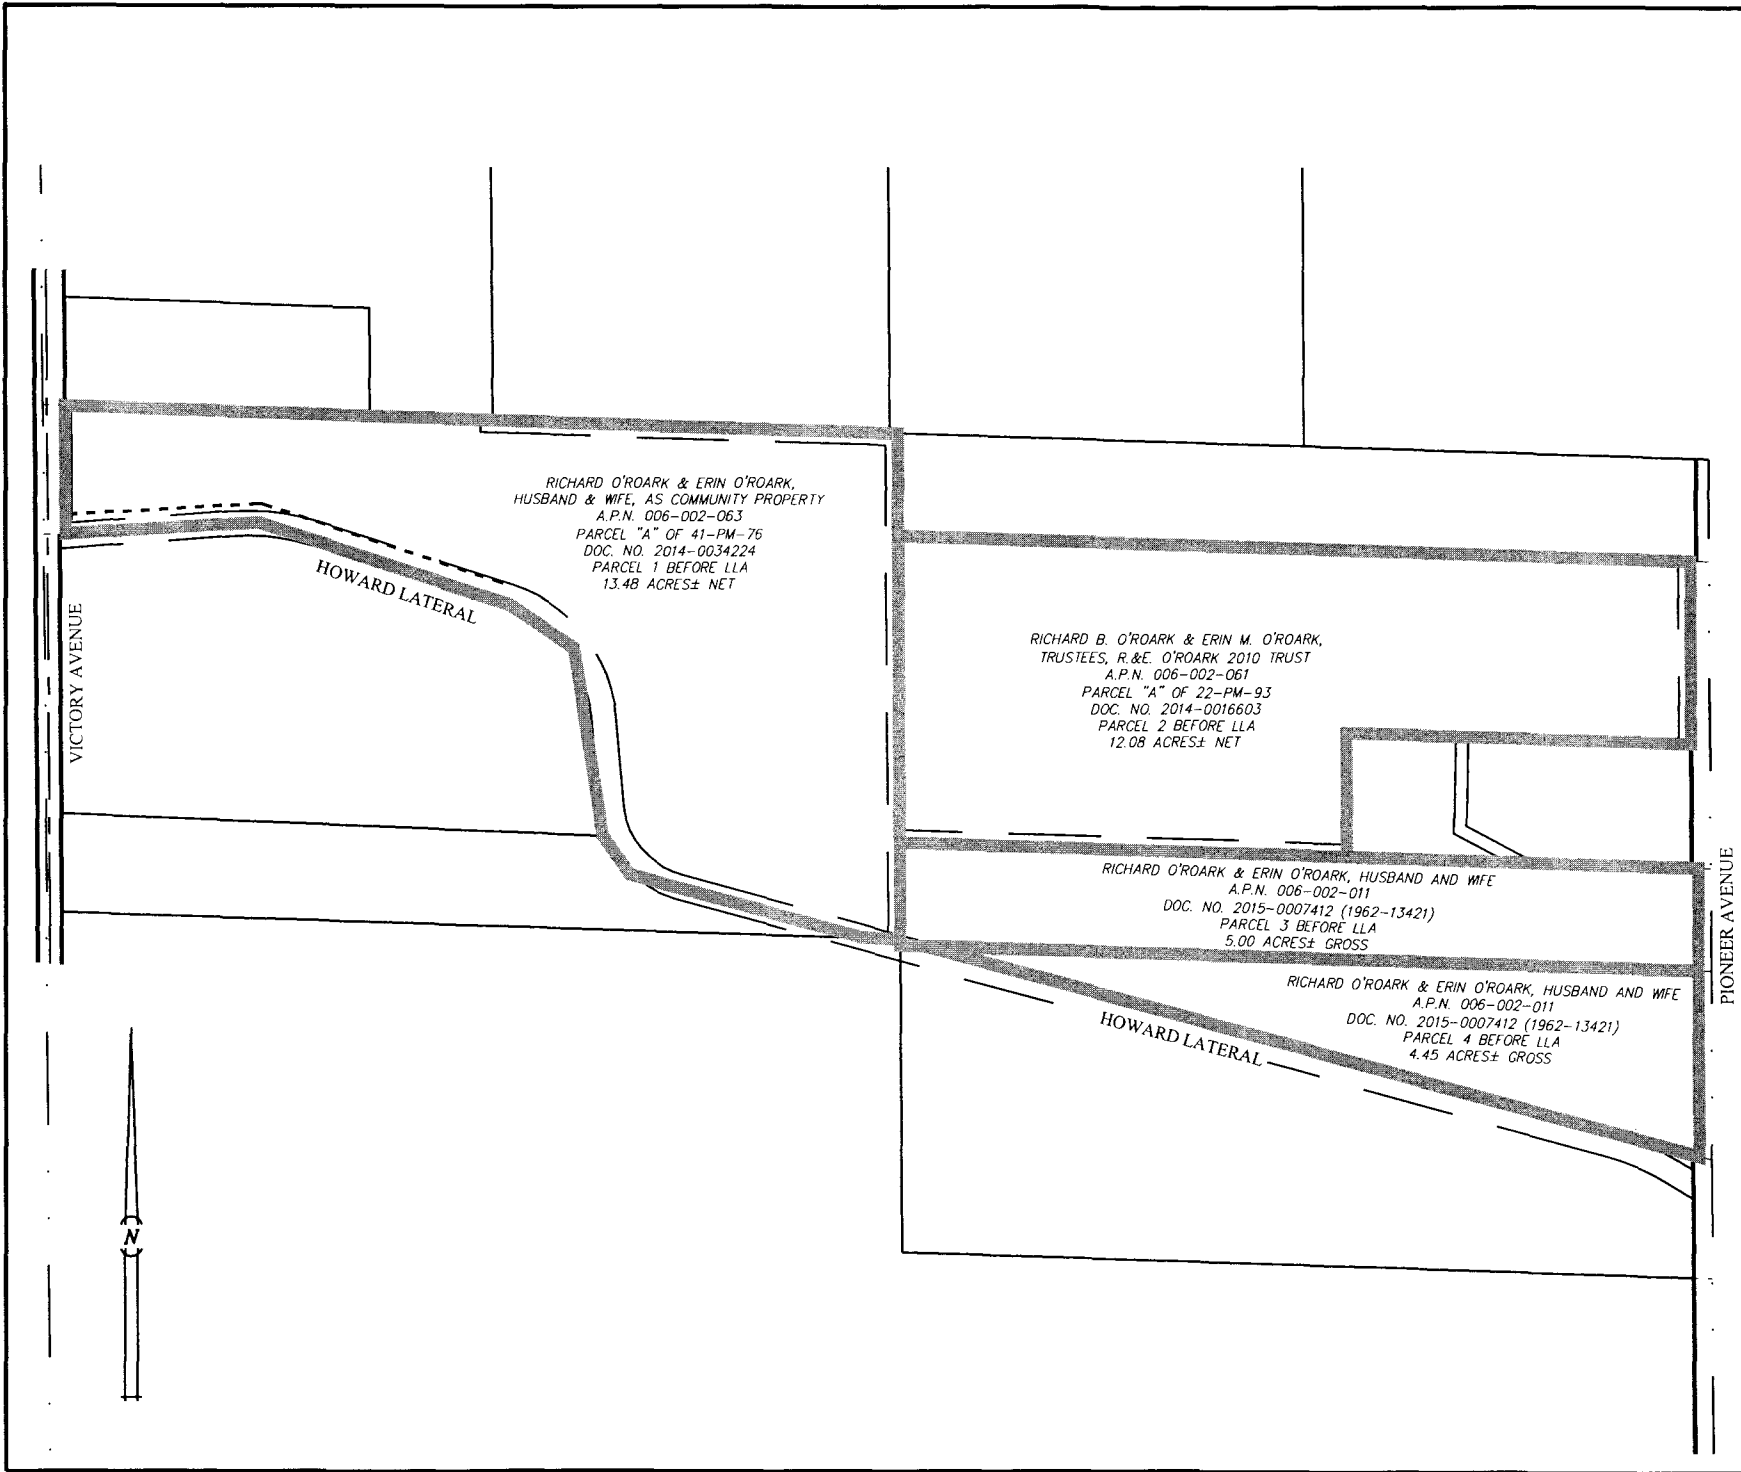 RICHARD O'ROARK & ERIN O'ROARK,
HUSBAND & WIFE, AS COMMUNITY PROPERTY
A.P.N. 006-002-063
PARCEL "A" OF 41-PM-76
DOC. NO. 2014-0034224
PARCEL 1 BEFORE LLA
13.48 ACRES± NET
HOWARD LATERAL
VICTORY AVENUE
RICHARD B. O'ROARK & ERIN M. O'ROARK,
TRUSTEES, R.&E. O'ROARK 2010 TRUST
A.P.N. 006-002-061
PARCEL "A" OF 22-PM-93
DOC. NO. 2014-0016603
PARCEL 2 BEFORE LLA
12.08 ACRES± NET
RICHARD O'ROARK & ERIN O'ROARK, HUSBAND AND WIFE
A.P.N. 006-002-011
DOC. NO. 2015-0007412 (1962-13421)
PARCEL 3 BEFORE LLA
5.00 ACRES± GROSS
PIONEER AVENUE
RICHARD O'ROARK & ERIN O'ROARK, HUSBAND AND WIFE
A.P.N. 006-002-011
DOC. NO. 2015-0007412 (1962-13421)
PARCEL 4 BEFORE LLA
4.45 ACRES± GROSS
HOWARD LATERAL
N